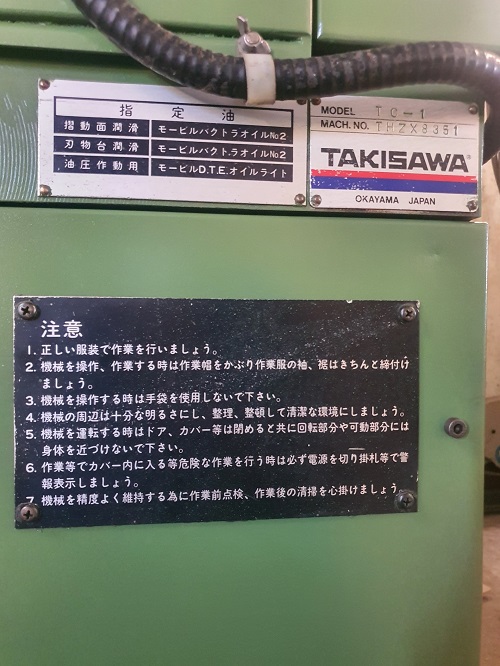 指定油
摺動面潤滑 モービルバクトラオイルNo2
刃物台潤滑 モービルバクトラオイルNo2
油圧作動用 モービルD.T.E.オイルライト
MODEL TC-1
MACH. NO. THZX8351
TAKISAWA
OKAYAMA JAPAN
注意
1. 正しい服装で作業を行いましょう。
2. 機械を操作、作業する時は作業帽をかぶり作業服の袖、裾はきちんと締付け
ましょう。
3. 機械を操作する時は手袋を使用しないで下さい。
4. 機械の周辺は十分な明るさにし、整理、整頓して清潔な環境にしましょう。
5. 機械を運転する時はドア、カバー等は閉めると共に回転部分や可動部分には
身体を近づけないで下さい。
6. 作業等でカバー内に入る等危険な作業を行う時は必ず電源を切り掛札等で警
報表示しましょう。
7. 機械を精度よく維持する為に作業前点検、作業後の清掃を心掛けましょう